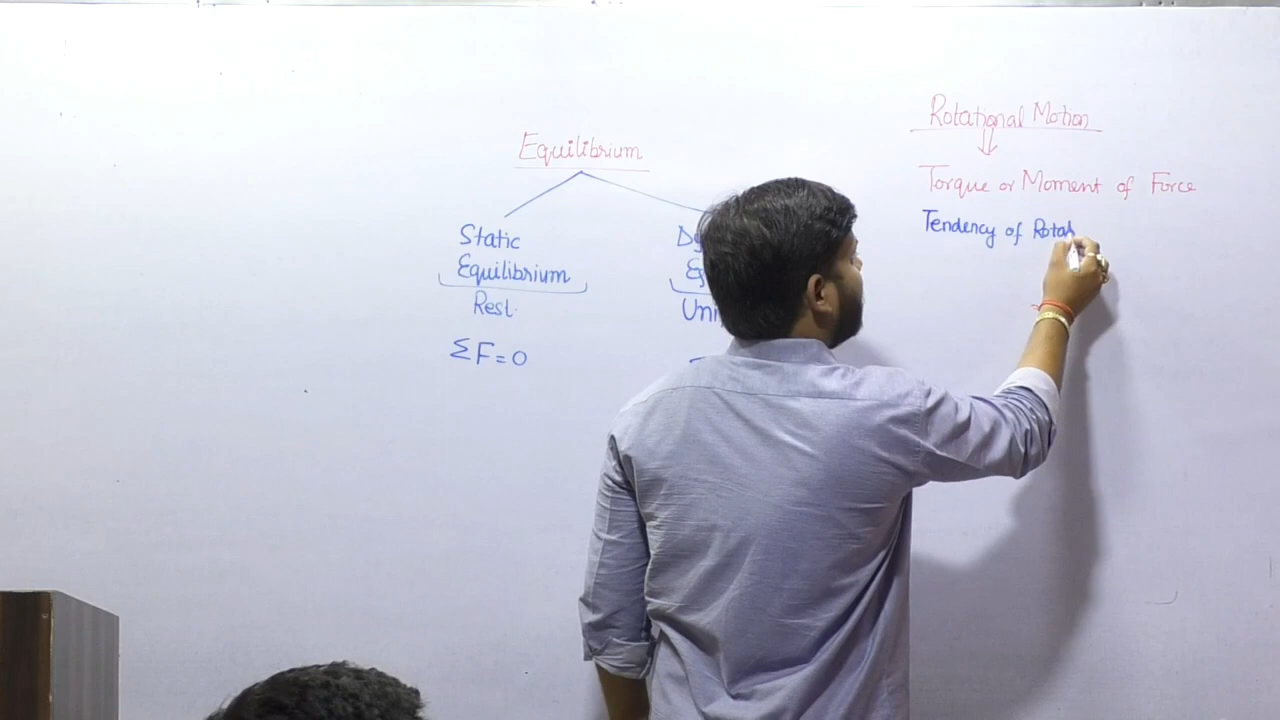 Equilibrium
Static
Equilibrium
Rest.
ΣF = 0
Rotational Motion
Torque or Moment of Force
Tendency of Rotat